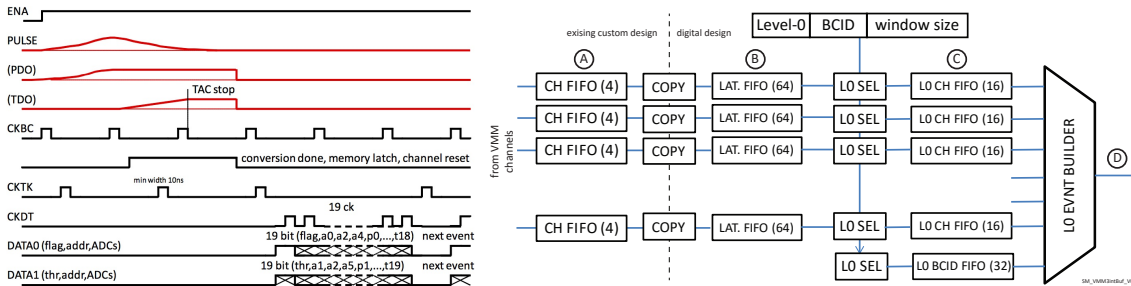 ENA
PULSE
(PDO)
(TDO)
TAC stop
CKBC
conversion done, memory latch, channel reset
CKTK
min width 10ns
CKDT
19 ck
19 bit (flag,a0,a2,a4,p0,...,t18)
next event
DATA0 (flag,addr,ADCs)
19 bit (thr,a1,a2,a5,p1,...,t19)
next event
DATA1 (thr,addr,ADCs)
Level-0 BCID window size
exising custom design
digital design
A
B
C
CH FIFO (4) COPY LAT. FIFO (64) L0 SEL L0 CH FIFO (16)
CH FIFO (4) COPY LAT. FIFO (64) L0 SEL L0 CH FIFO (16)
CH FIFO (4) COPY LAT. FIFO (64) L0 SEL L0 CH FIFO (16)
from VMM
channels
CH FIFO (4) COPY LAT. FIFO (64) L0 SEL L0 CH FIFO (16)
L0 SEL L0 BCID FIFO (32)
L0 EVNT BUILDER
D